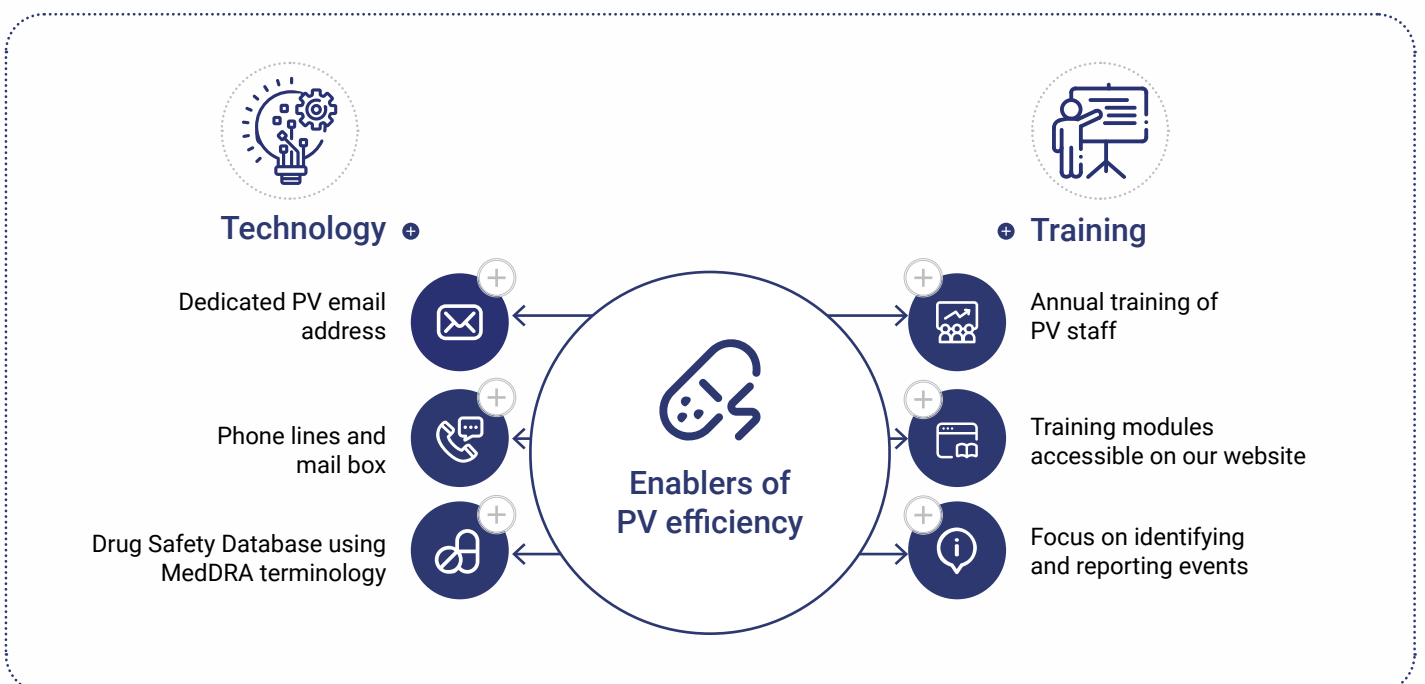 Technology
Dedicated PV email
address
Phone lines and
mail box
Drug Safety Database using
MedDRA terminology
Enablers of
PV efficiency
Training
Annual training of
PV staff
Training modules
accessible on our website
Focus on identifying
and reporting events